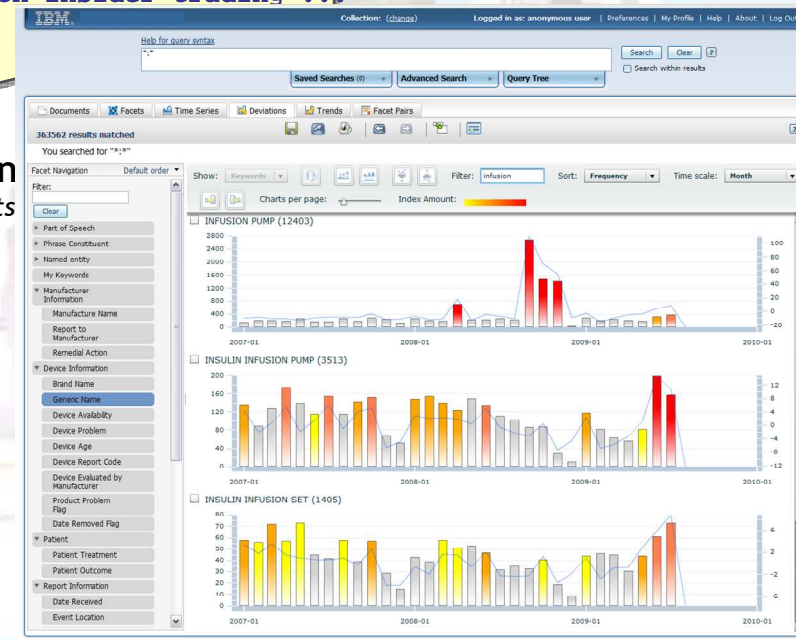 IBM.
Collection: (change)
Logged in as: anonymous user | Preferences | My Profile | Help | About | Log Out
Help for query syntax
"*:*"
Search
Clear
?
Search within results
Saved Searches (0)
Advanced Search
Query Tree
Documents
Facets
Time Series
Deviations
Trends
Facet Pairs
363562 results matched
You searched for "*:*"
Facet Navigation
Default order
Filter:
Clear
Part of Speech
Phrase Constituent
Named entity
My Keywords
Manufacturer
Information
Manufacture Name
Report to
Manufacturer
Remedial Action
Device Information
Brand Name
Generic Name
Device Availability
Device Problem
Device Age
Device Report Code
Device Evaluated by
Manufacturer
Product Problem
Flag
Date Removed Flag
Patient
Patient Treatment
Patient Outcome
Report Information
Date Received
Event Location
Show: Keywords
Filter: infusion
Sort: Frequency
Time scale: Month
Charts per page:
Index Amount:
INFUSION PUMP (12403)
2800
2400
2000
1600
1200
800
400
0
100
80
60
40
20
0
-20
2007-01
2008-01
2009-01
2010-01
INSULIN INFUSION PUMP (3513)
200
160
120
80
40
0
12
8
4
0
-4
-8
-12
2007-01
2008-01
2009-01
2010-01
INSULIN INFUSION SET (1405)
80
70
60
50
40
30
20
10
0
6
2
-2
6
2007-01
2008-01
2009-01
2010-01